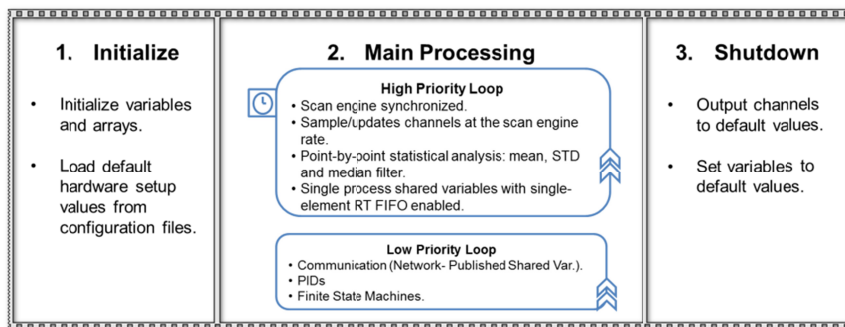 1. Initialize
• Initialize variables
and arrays.
• Load default
hardware setup
values from
configuration files.
2. Main Processing
High Priority Loop
• Scan engine synchronized.
• Sample/updates channels at the scan engine
rate.
• Point-by-point statistical analysis: mean, STD
and median filter.
• Single process shared variables with single-
element RT FIFO enabled.
Low Priority Loop
• Communication (Network- Published Shared Var.).
• PIDs
• Finite State Machines.
3. Shutdown
• Output channels
to default values.
• Set variables to
default values.